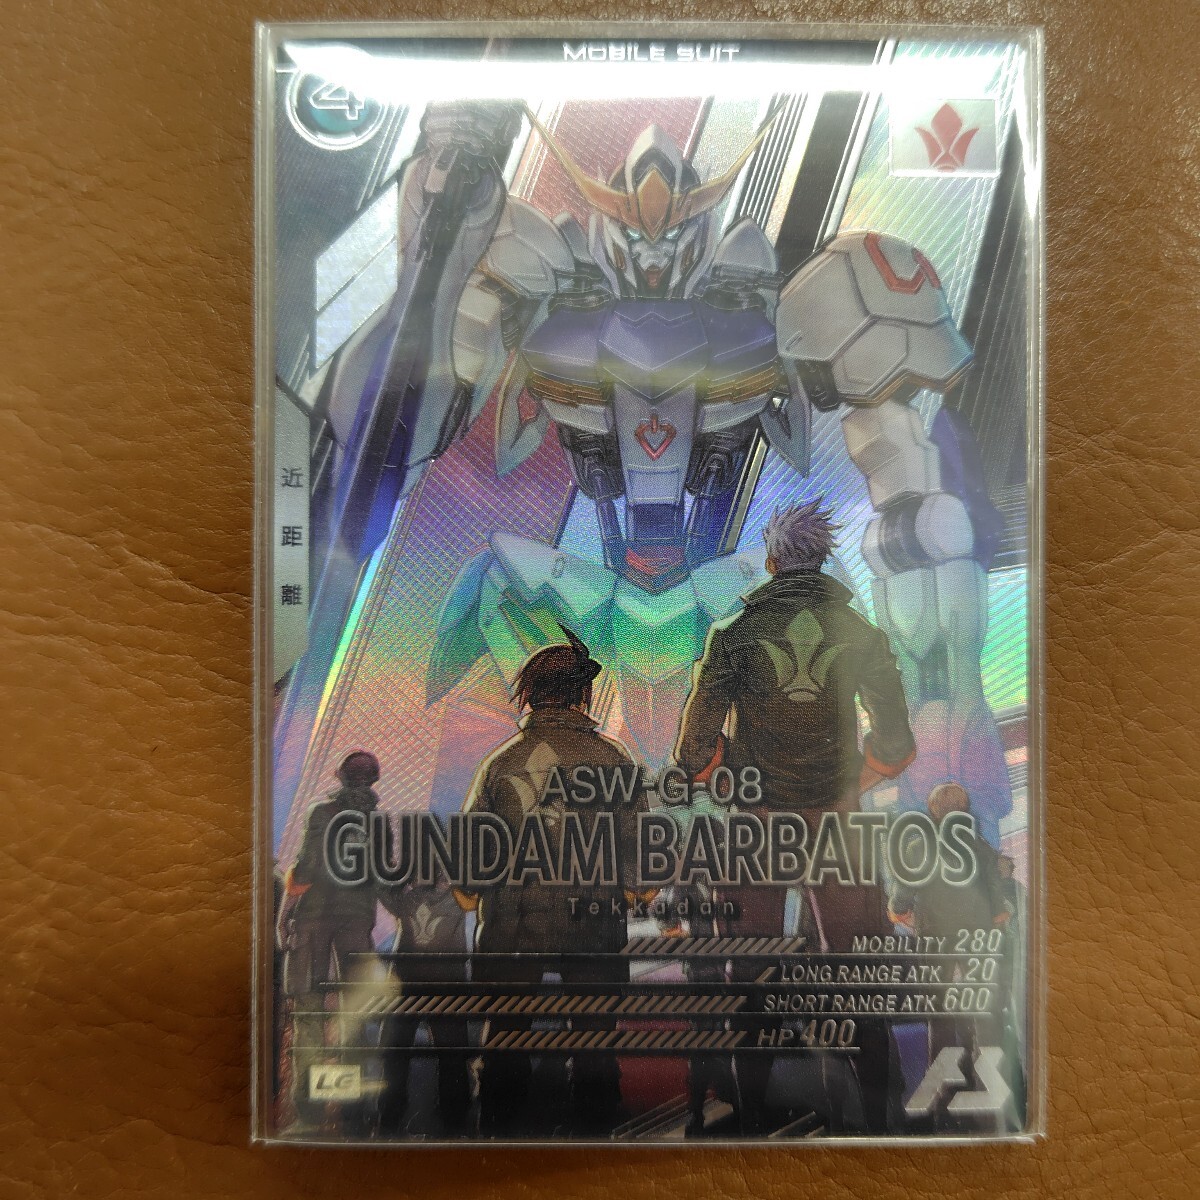 MOBILE SUIT
4
近距離
ASW-G-08
GUNDAM BARBATOS
Tekkadan
MOBILITY 280
LONG RANGE ATK 20
SHORT RANGE ATK 600
HP 400
LG